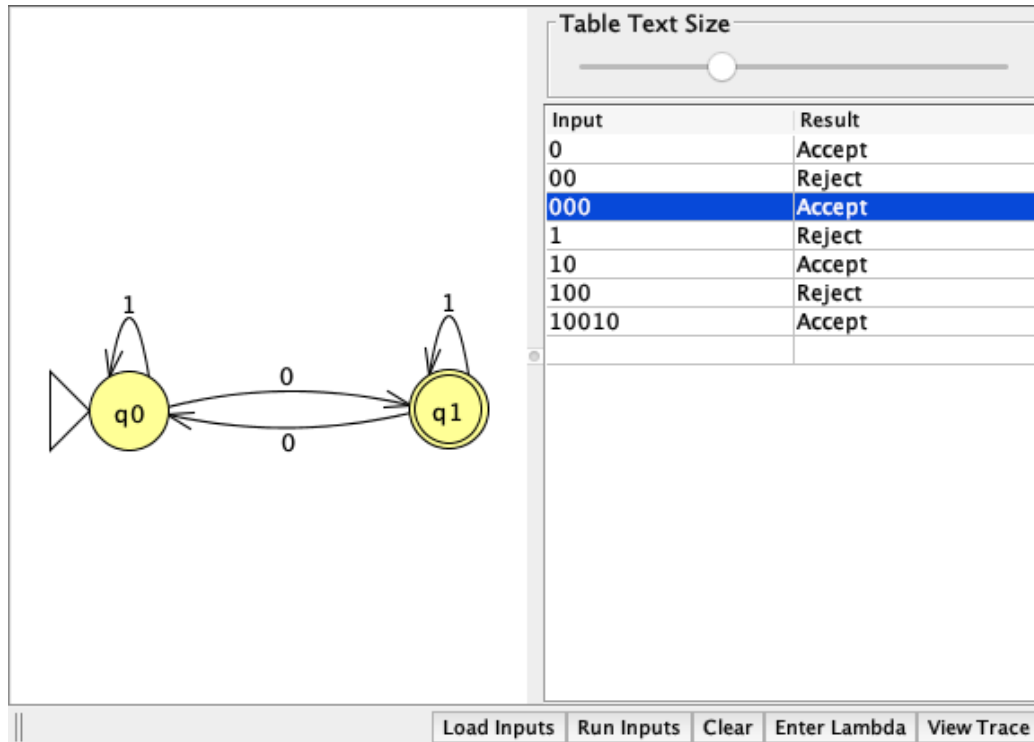 Table Text Size
Input Result
0 Accept
00 Reject
000 Accept
1 Reject
10 Accept
100 Reject
10010 Accept
1 1
0
q0 q1
0
Load Inputs Run Inputs Clear Enter Lambda View Trace